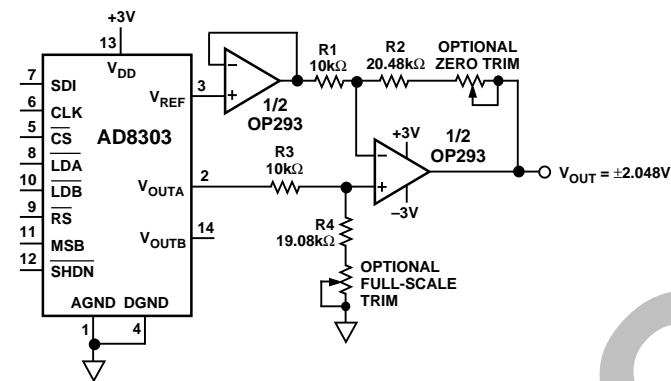 +3V
13
VDD
7
SDI
6
CLK
5
CS
8
LDA
10
LDB
9
RS
11
MSB
12
SHDN
AD8303
VREF
3
VOUTA
2
VOUTB
14
AGND DGND
1
4
–
+
1/2
OP293
R1
10kΩ
R2
20.48kΩ
OPTIONAL
ZERO TRIM
R3
10kΩ
–
+
+3V
–3V
1/2
OP293
VOUT = ±2.048V
R4
19.08kΩ
OPTIONAL
FULL-SCALE
TRIM